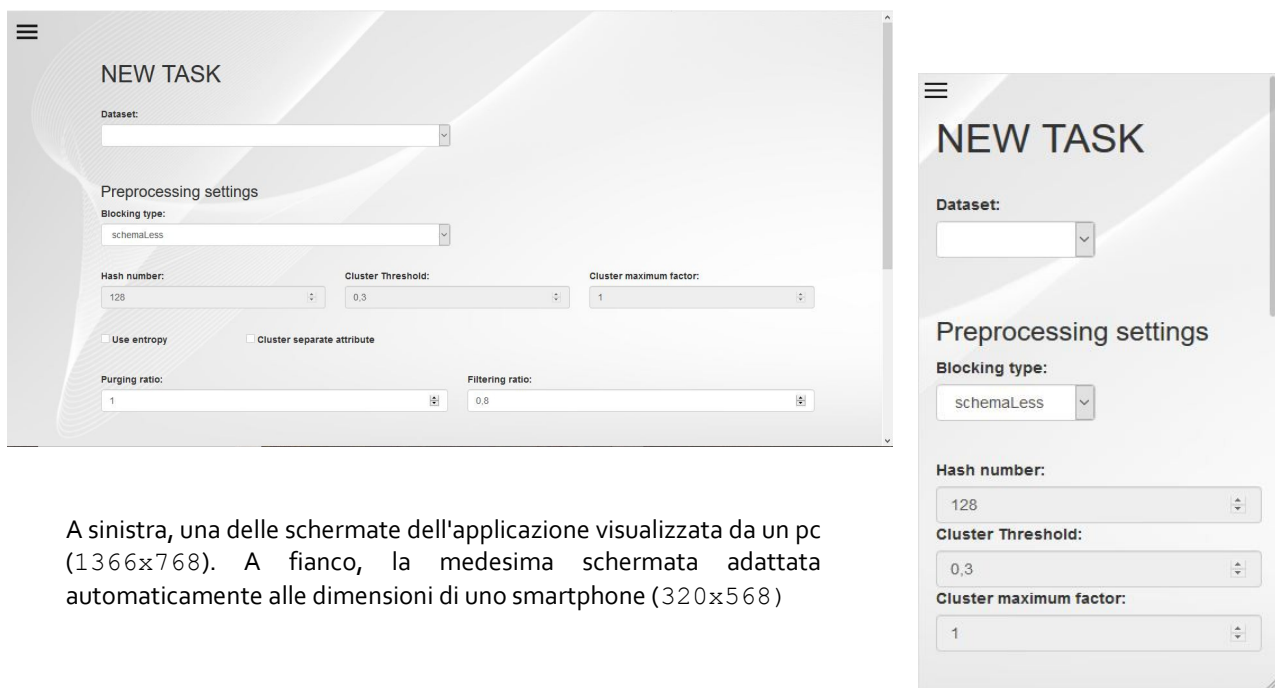 NEW TASK
Dataset:
Preprocessing settings
Blocking type:
schemaLess
Hash number: Cluster Threshold: Cluster maximum factor:
128 0,3 1
Use entropy Cluster separate attribute
Purging ratio: Filtering ratio:
1 0,8
A sinistra, una delle schermate dell'applicazione visualizzata da un pc
(1366x768). A fianco, la medesima schermata adattata
automaticamente alle dimensioni di uno smartphone (320x568)
NEW TASK
Dataset:
Preprocessing settings
Blocking type:
schemaLess
Hash number:
128
Cluster Threshold:
0,3
Cluster maximum factor:
1